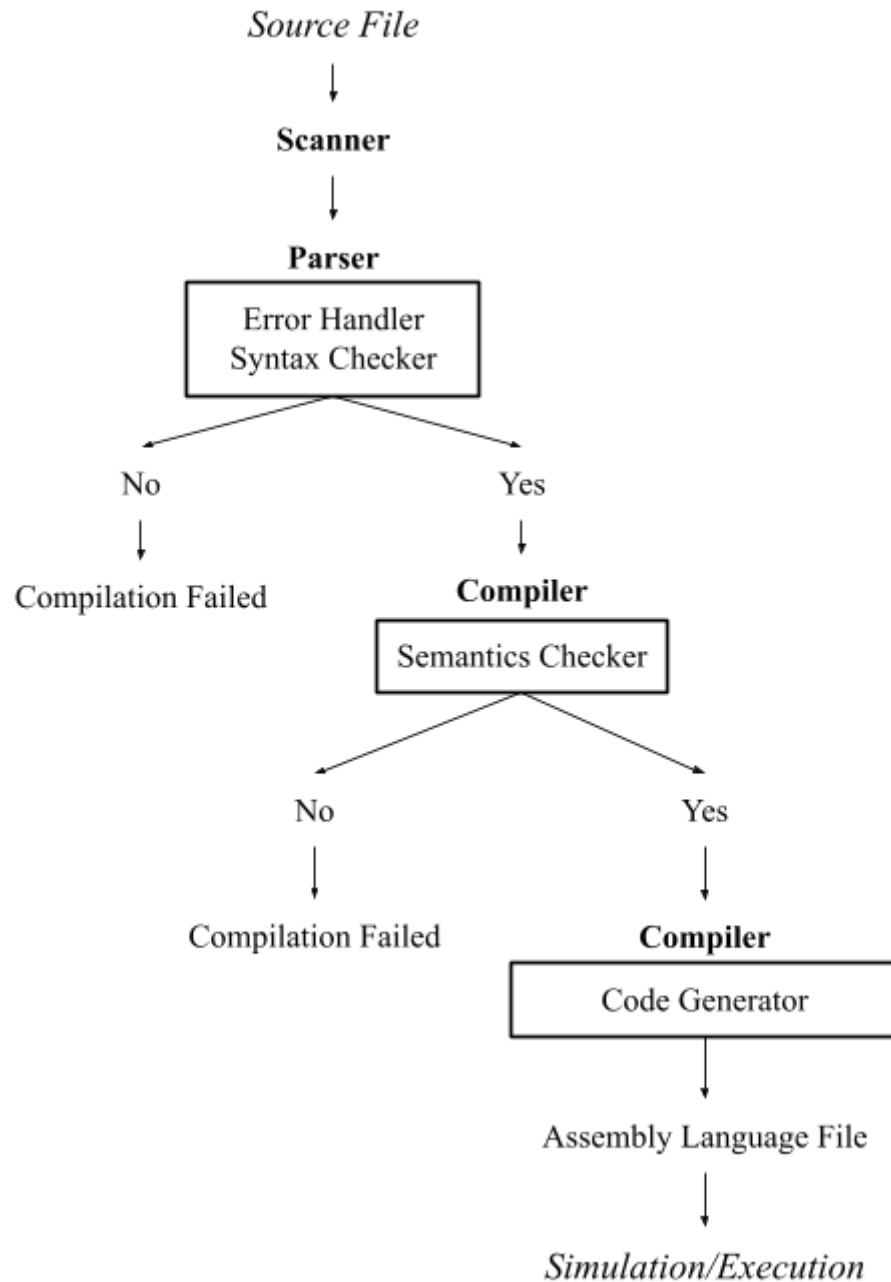 Source File
Scanner
Parser
Error Handler
Syntax Checker
No
Yes
Compilation Failed
Compiler
Semantics Checker
No
Yes
Compilation Failed
Compiler
Code Generator
Assembly Language File
Simulation/Execution